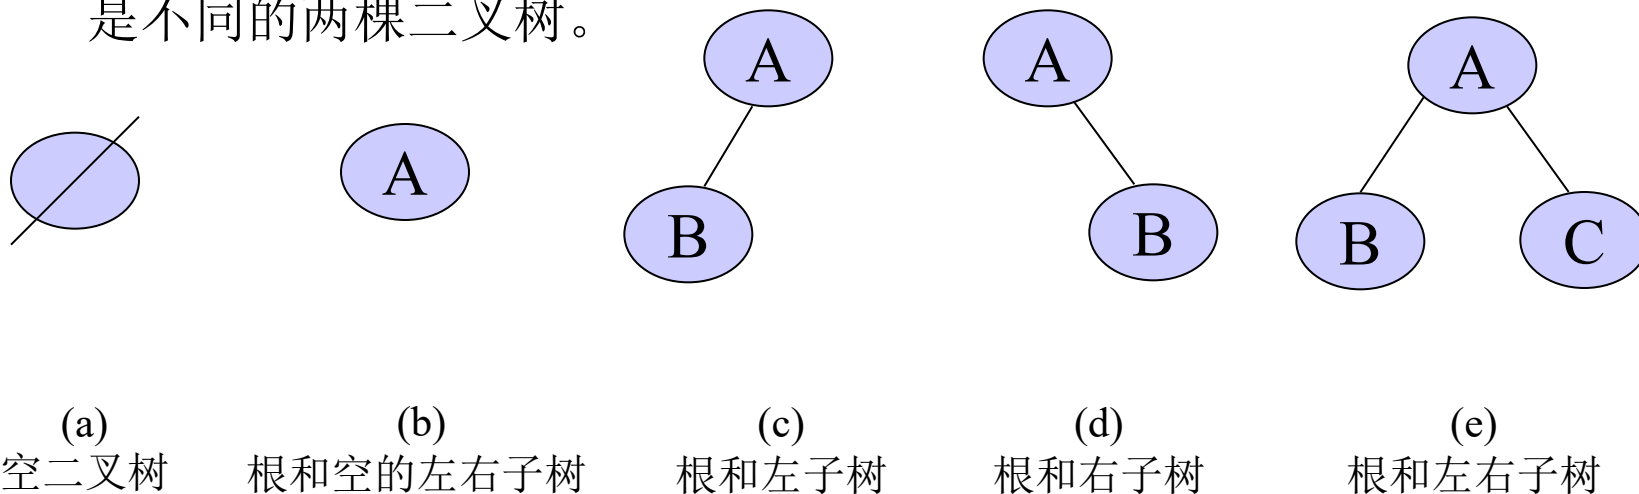 是不同的两棵二叉树。
A
A
A
A
B
B
B
C
(a)
(b)
(c)
(d)
(e)
空二叉树
根和空的左右子树
根和左子树
根和右子树
根和左右子树